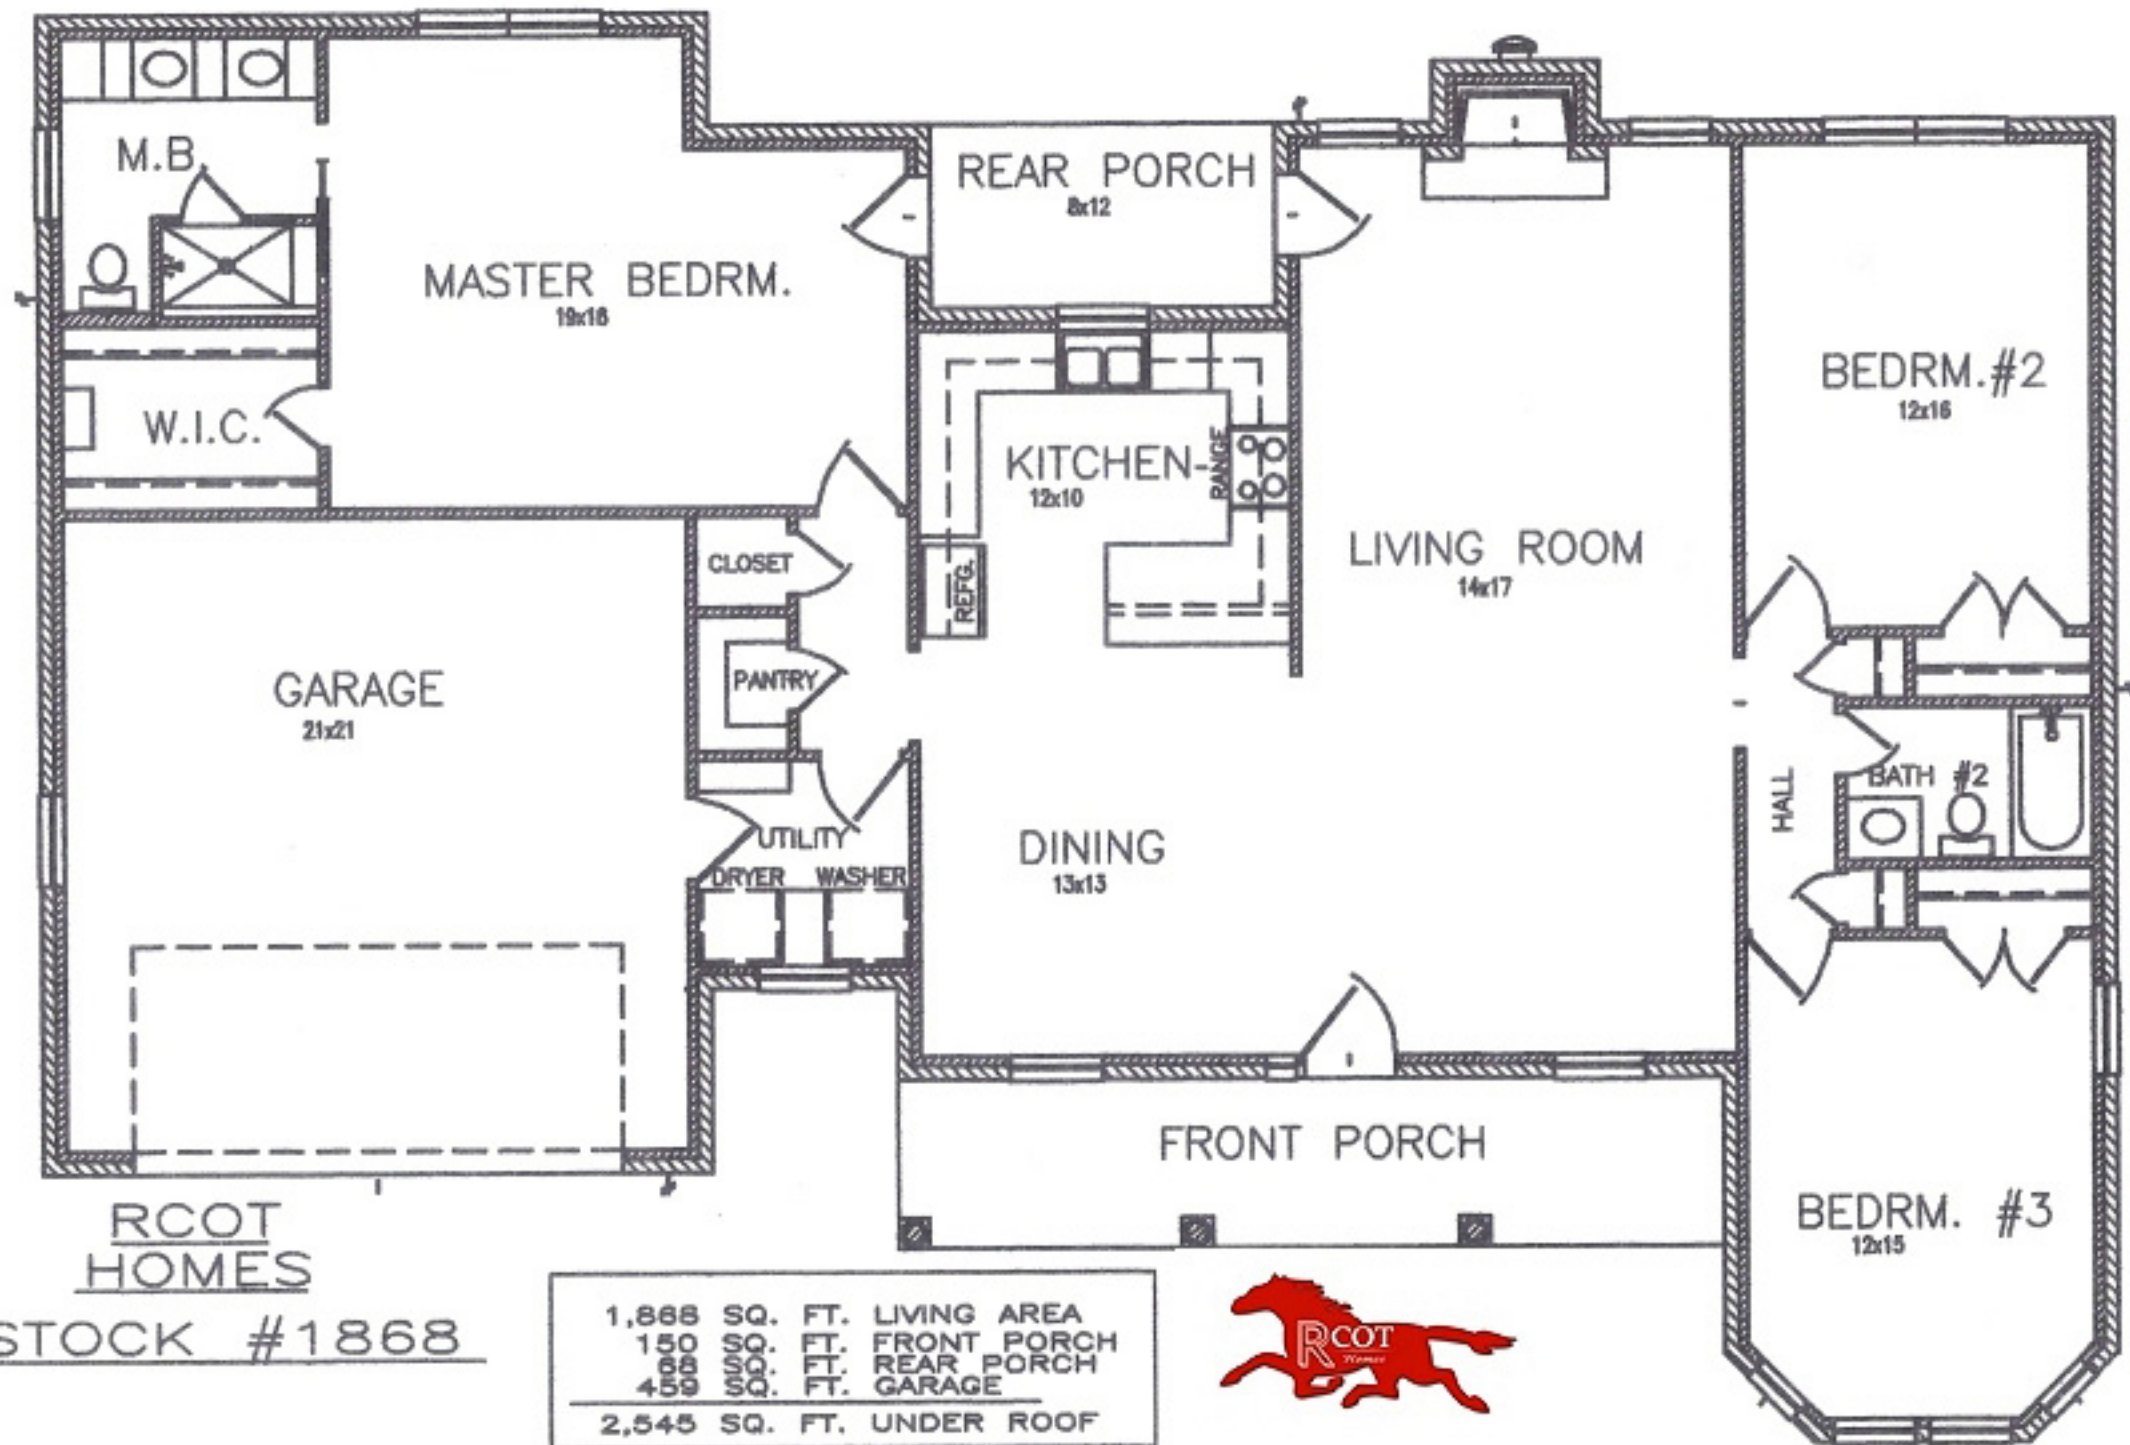 M.B.
REAR PORCH
8x12
MASTER BEDRM.
19x16
BEDRM. #2
12x16
W.I.C.
KITCHEN
12x10
RANGE
LIVING ROOM
14x17
CLOSET
REFG.
PANTRY
GARAGE
21x21
HALL
BATH #2
UTILITY
DRYER
WASHER
DINING
13x13
FRONT PORCH
BEDRM. #3
12x15
RCOT
HOMES
STOCK #1868
1,868 SQ. FT. LIVING AREA
150 SQ. FT. FRONT PORCH
68 SQ. FT. REAR PORCH
459 SQ. FT. GARAGE
2,545 SQ. FT. UNDER ROOF
RCOT
Homes